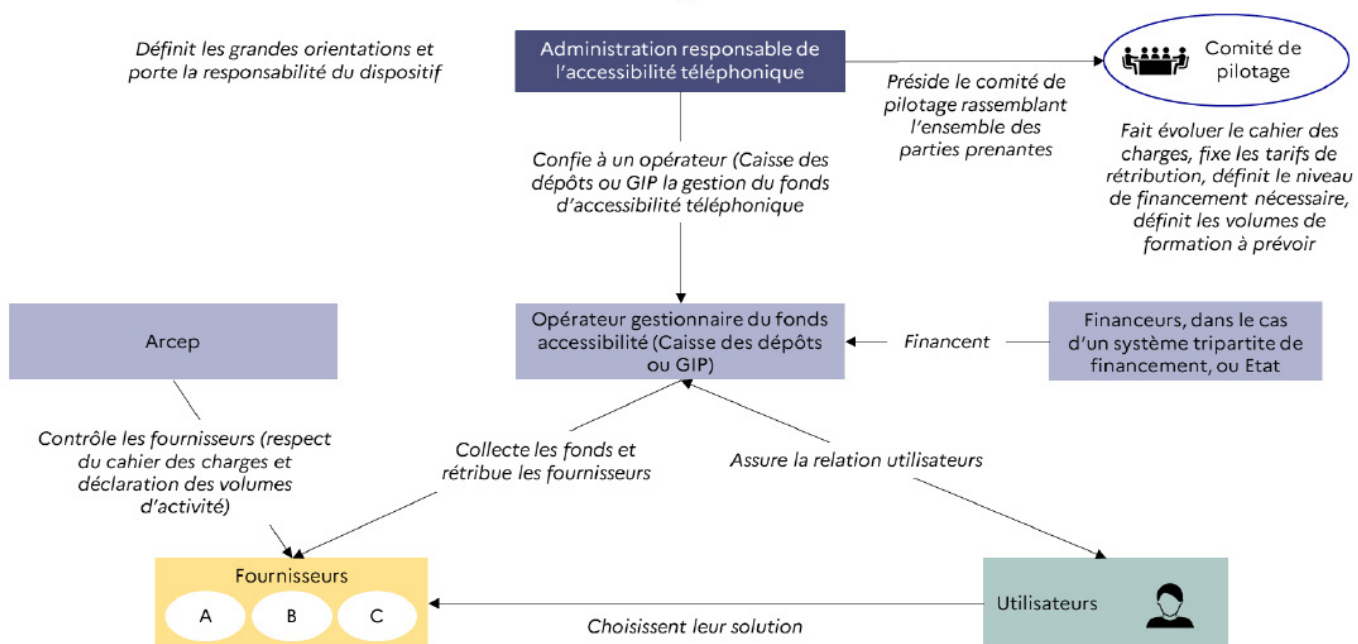 Définit les grandes orientations et
porte la responsabilité du dispositif
Administration responsable de
l'accessibilité téléphonique
Préside le comité de
pilotage rassemblant
l'ensemble des
parties prenantes
Comité de
pilotage
Fait évoluer le cahier des
charges, fixe les tarifs de
rétribution, définit le niveau
de financement nécessaire,
définit les volumes de
formation à prévoir
Confie à un opérateur (Caisse des
dépôts ou GIP la gestion du fonds
d'accessibilité téléphonique
Arcep
Opérateur gestionnaire du fonds
accessibilité (Caisse des dépôts
ou GIP)
Financent
Financeurs, dans le cas
d'un système tripartite de
financement, ou Etat
Contrôle les fournisseurs (respect
du cahier des charges et
déclaration des volumes
d'activité)
Collecte les fonds et
rétribue les fournisseurs
Assure la relation utilisateurs
Fournisseurs
A
B
C
Choisissent leur solution
Utilisateurs